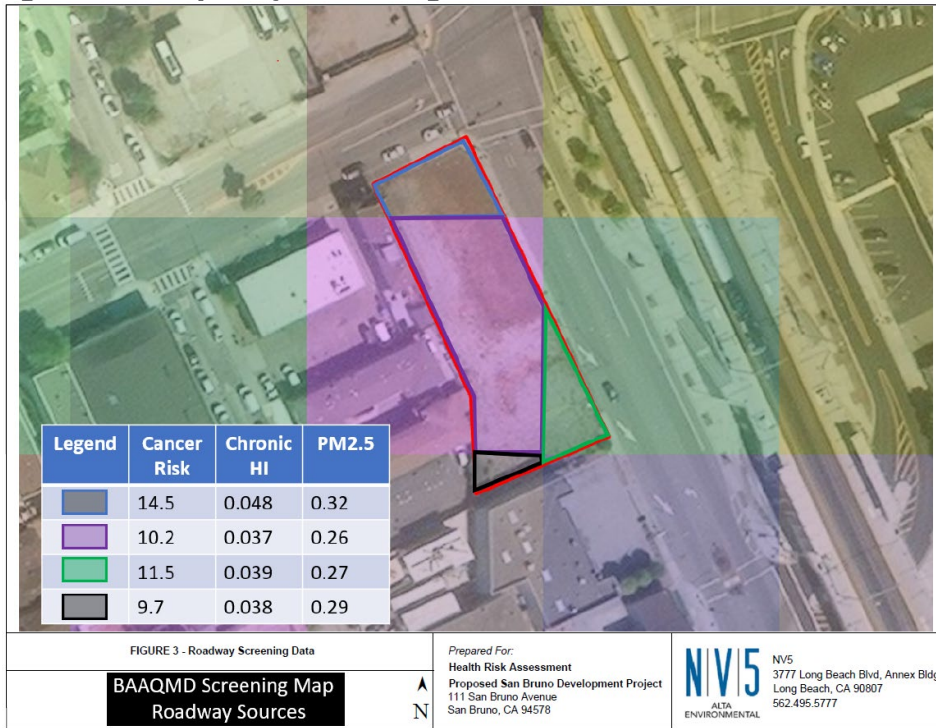 Legend Cancer Risk Chronic HI PM2.5
14.5 0.048 0.32
10.2 0.037 0.26
11.5 0.039 0.27
9.7 0.038 0.29
FIGURE 3 - Roadway Screening Data
BAAQMD Screening Map
Roadway Sources
N
Prepared For:
Health Risk Assessment
Proposed San Bruno Development Project
111 San Bruno Avenue
San Bruno, CA 94578
N|V|5
ALTA
ENVIRONMENTAL
NV5
3777 Long Beach Blvd, Annex Bldg
Long Beach, CA 90807
562.495.5777